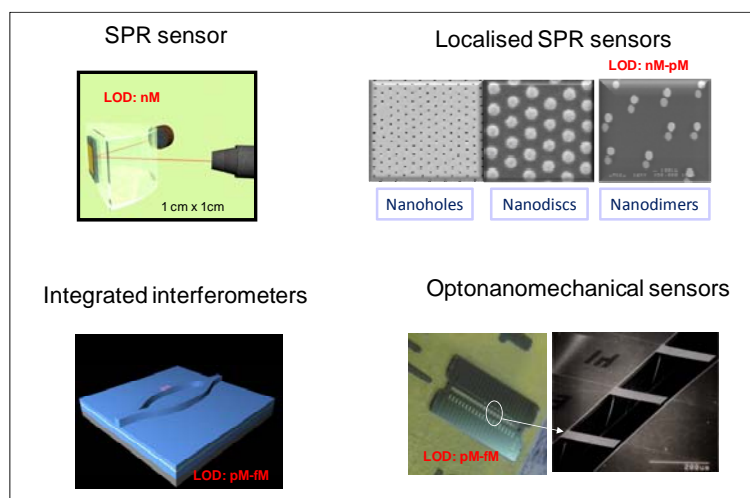 SPR sensor
LOD: nM
1 cm x 1cm
Localised SPR sensors
LOD: nM-pM
Nanoholes
Nanodiscs
Nanodimers
Integrated interferometers
LOD: pM-fM
Optonanomechanical sensors
LOD: pM-fM